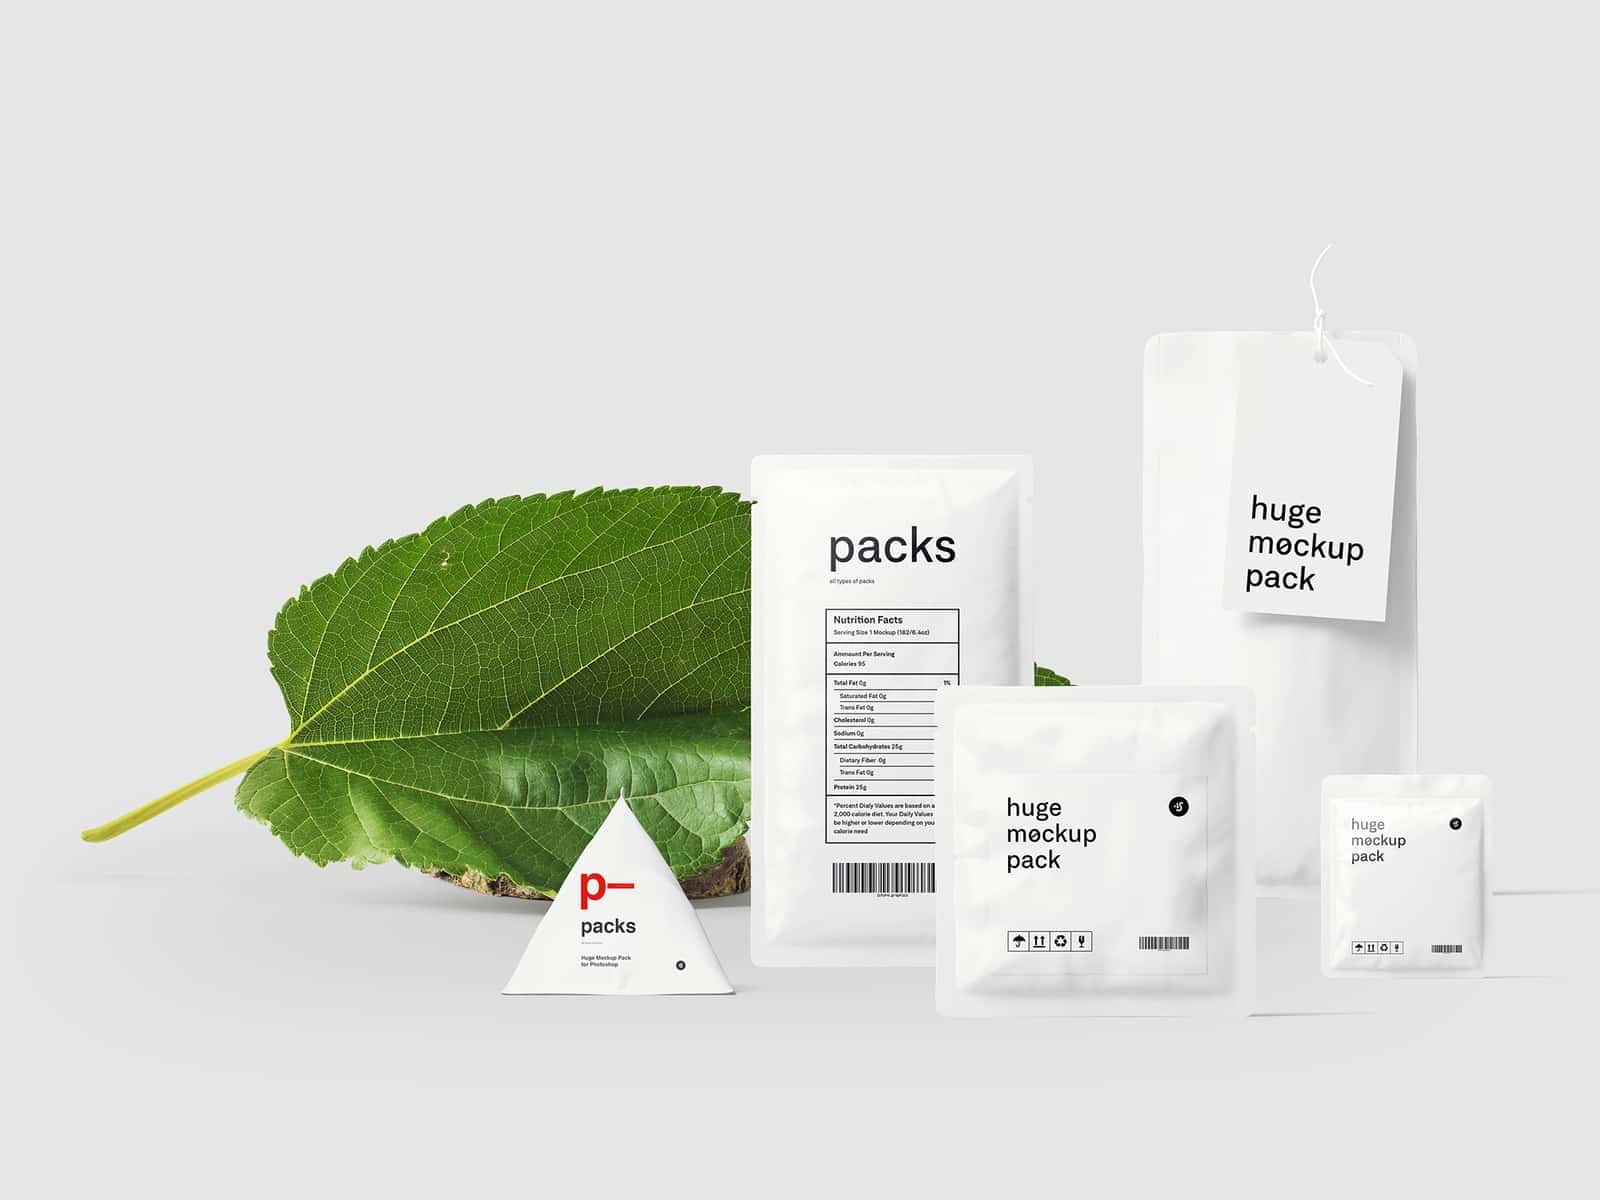 p—
packs
Huge Mockup Pack
for Photoshop
packs
all types of packs
Nutrition Facts
Serving Size 1 Mockup (182/6.4oz)
Ammount Per Serving
Calories 95
Total Fat 0g 1%
Saturated Fat 0g
Trans Fat 0g
Cholesterol 0g
Sodium 0g
Total Carbohydrates 25g
Dietary Fiber 0g
Trans Fat 0g
Protein 25g
*Percent Dialy Values are based on a
2,000 calorie diet. Your Daily Values
be higher or lower depending on you
calorie need
huge
møckup
pack
huge
møckup
pack
huge
møckup
pack